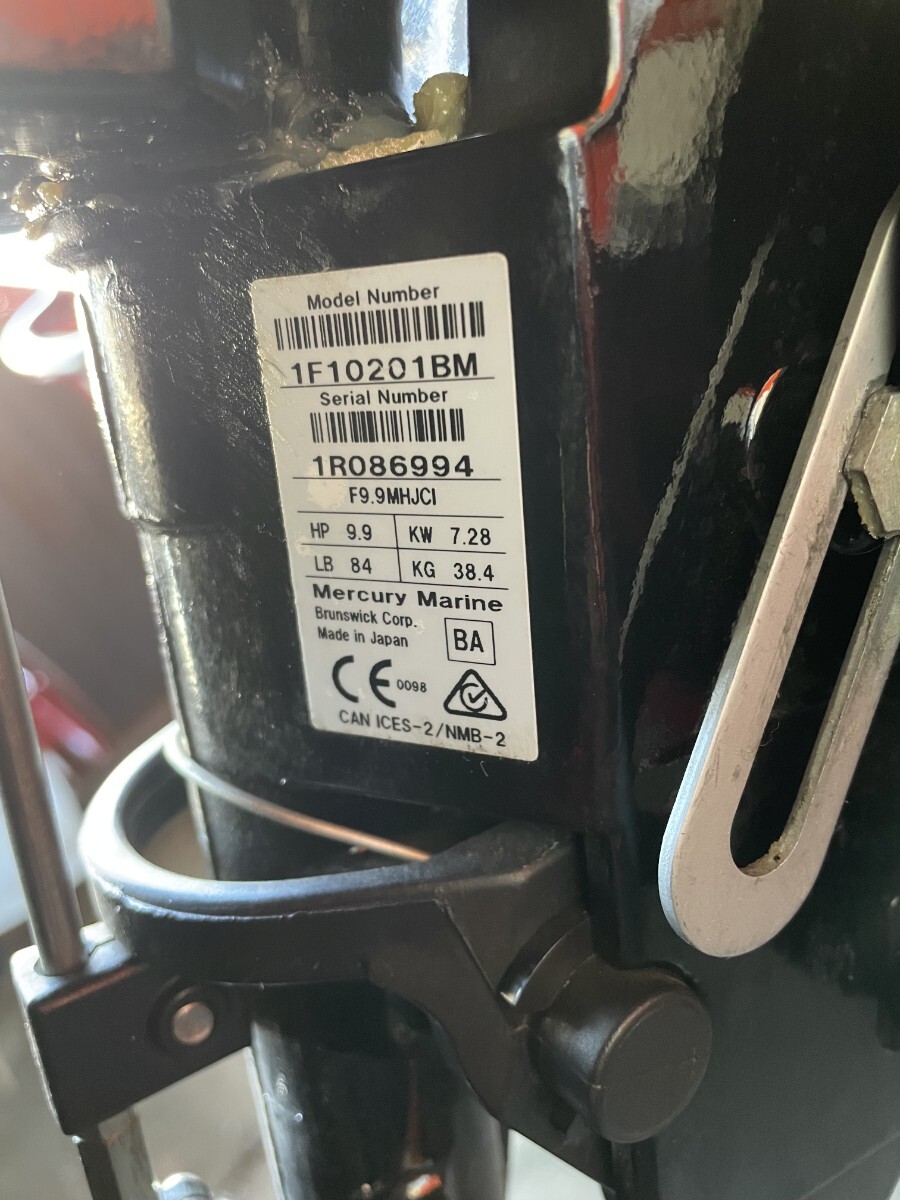 Model Number
1F10201BM
Serial Number
1R086994
F9.9MHJCI
HP 9.9 KW 7.28
LB 84 KG 38.4
Mercury Marine
Brunswick Corp.
Made in Japan
BA
CE 0098
CAN ICES-2/NMB-2